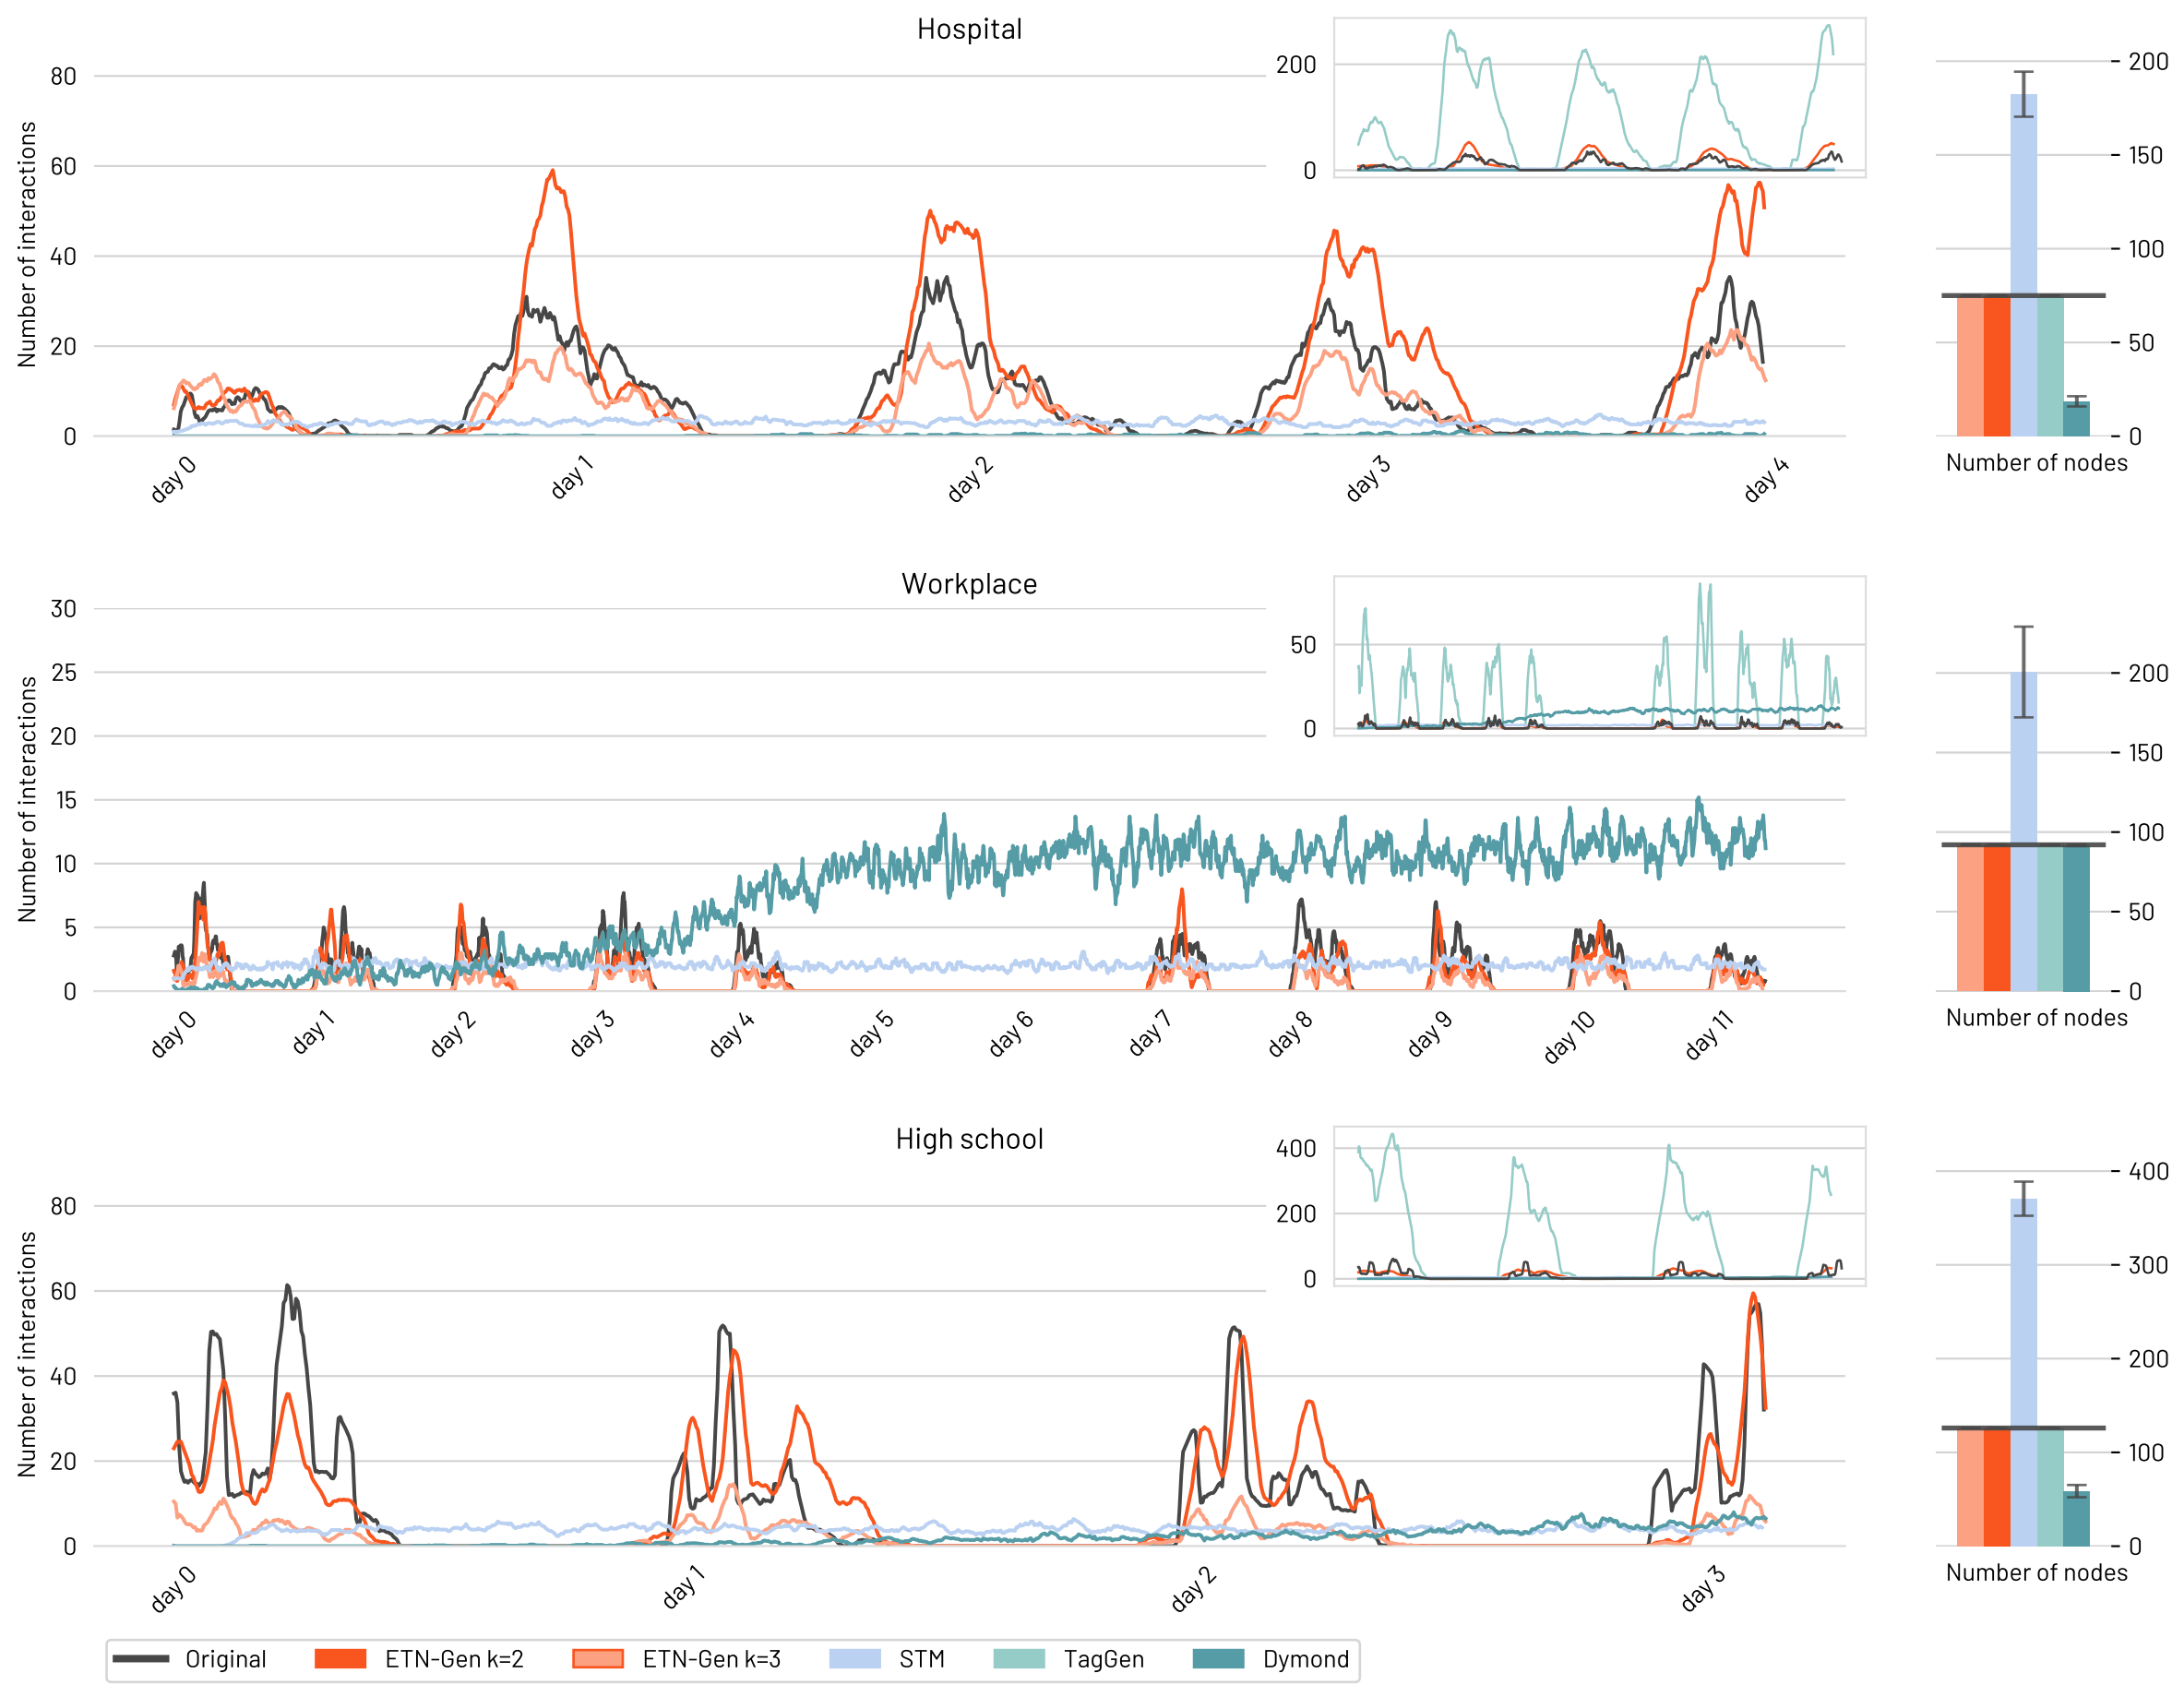 Hospital
Number of interactions
80
60
40
20
0
day 0
day 1
day 2
day 3
day 4
200
0
200
150
100
50
0
Number of nodes
Workplace
Number of interactions
30
25
20
15
10
5
0
day 0
day 1
day 2
day 3
day 4
day 5
day 6
day 7
day 8
day 9
day 10
day 11
50
0
200
150
100
50
0
Number of nodes
High school
Number of interactions
80
60
40
20
0
day 0
day 1
day 2
day 3
400
200
0
400
300
200
100
0
Number of nodes
Original ETN-Gen k=2 ETN-Gen k=3 STM TagGen Dymond